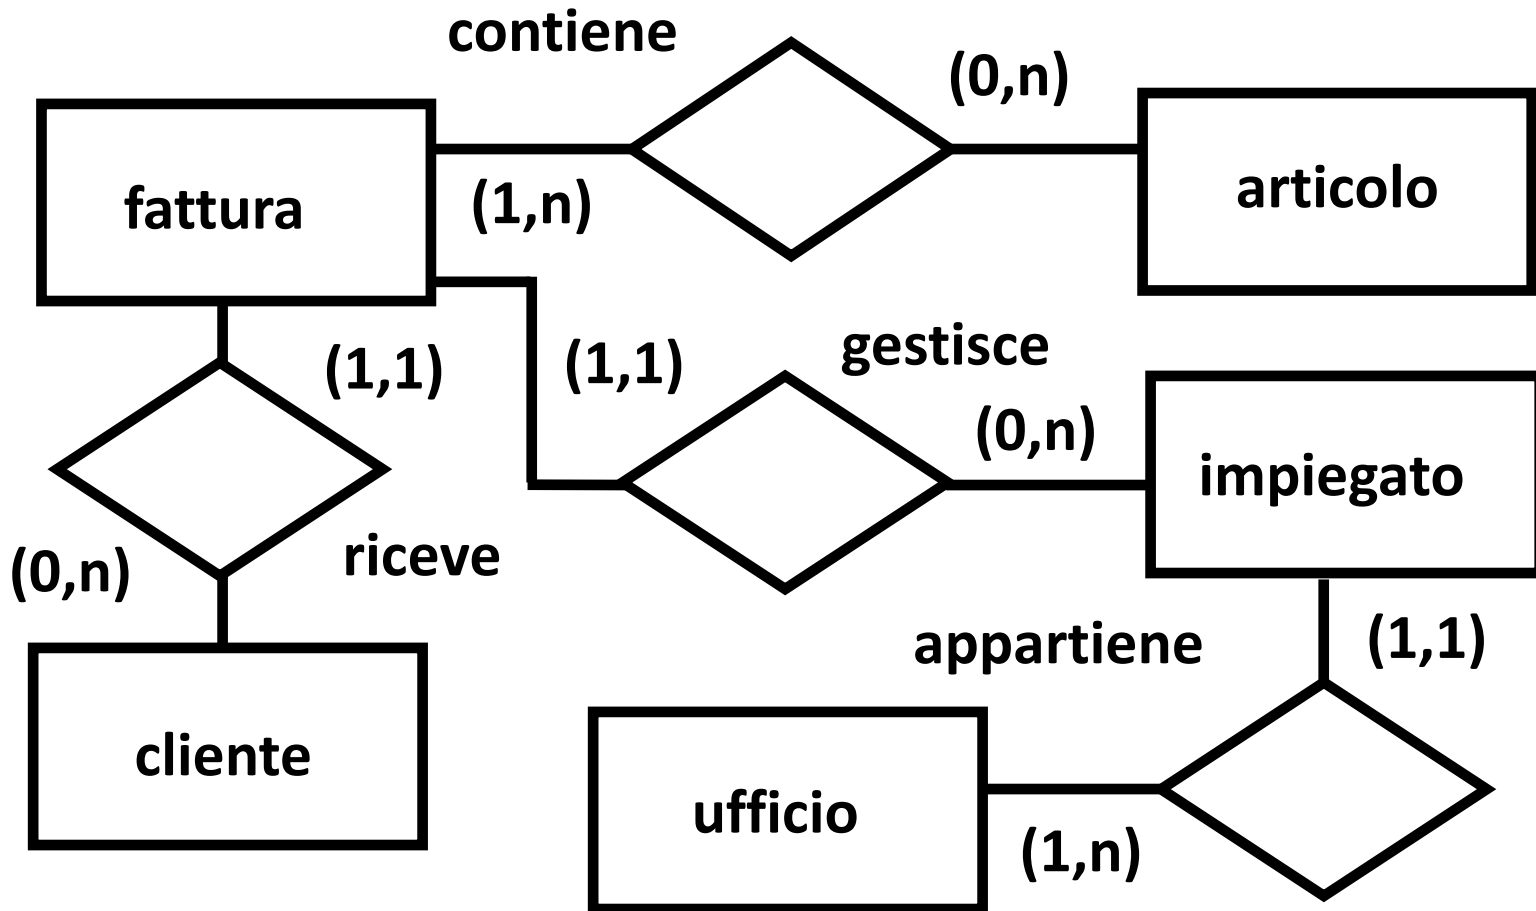 contiene
(0,n)
fattura
(1,n)
articolo
(1,1)
(1,1)
gestisce
(0,n)
impiegato
(0,n)
riceve
appartiene
(1,1)
cliente
ufficio
(1,n)